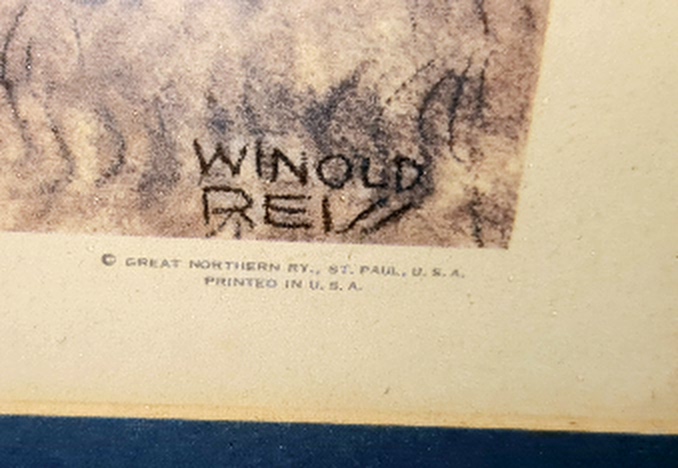 WINOLD
REISS
© GREAT NORTHERN RY., ST. PAUL, U. S. A.
PRINTED IN U. S. A.